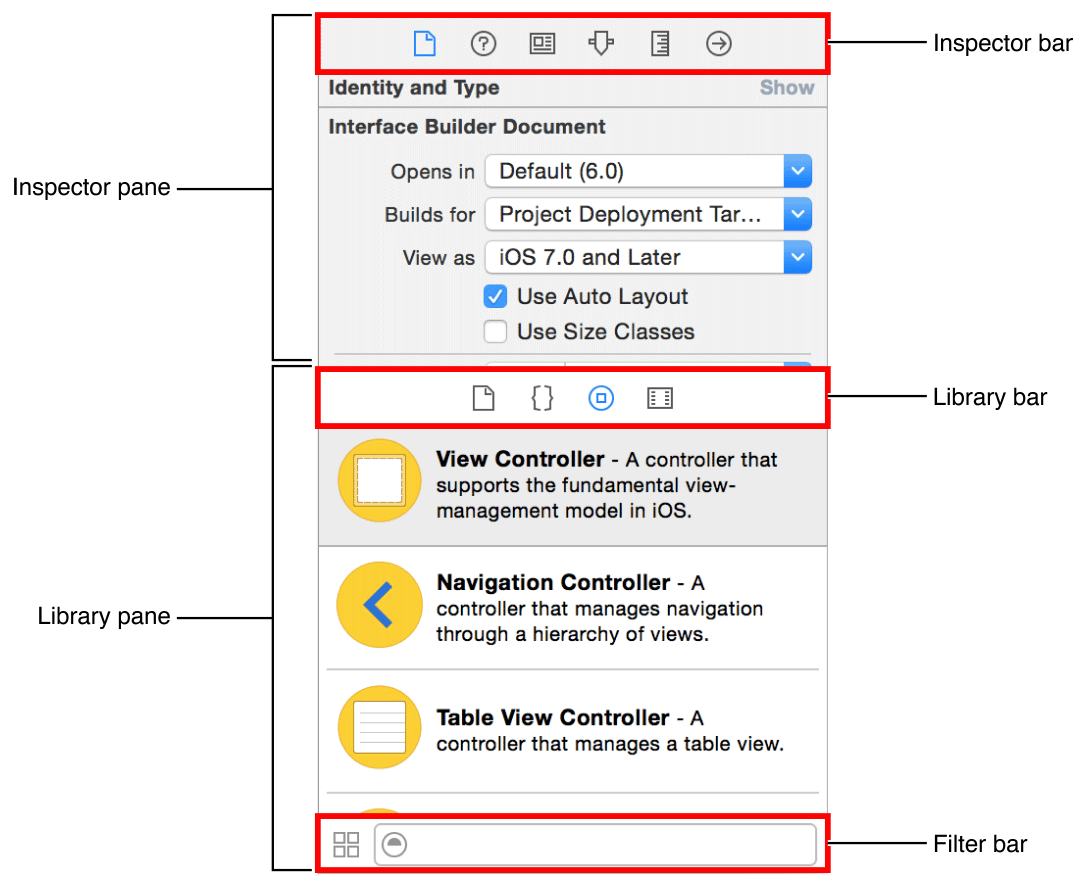 Inspector bar
Identity and Type Show
Interface Builder Document
Opens in Default (6.0)
Inspector pane
Builds for Project Deployment Tar...
View as iOS 7.0 and Later
Use Auto Layout
Use Size Classes
Library bar
View Controller - A controller that
supports the fundamental view-
management model in iOS.
Navigation Controller - A
controller that manages navigation
through a hierarchy of views.
Library pane
Table View Controller - A
controller that manages a table view.
Filter bar